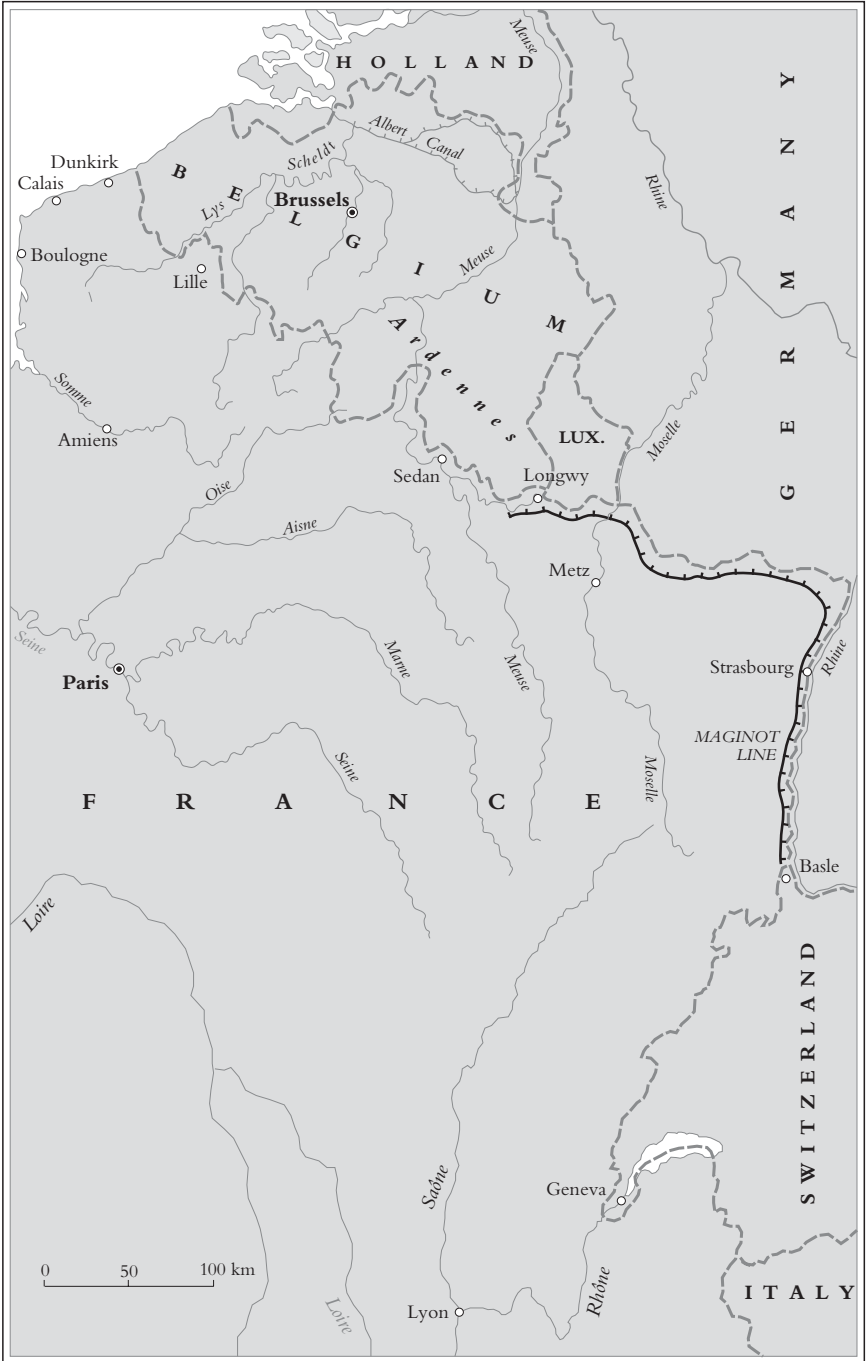 HOLLAND
Meuse
GERMANY
Albert
Canal
Scheldt
Dunkirk
Calais
BELGIUM
Lys
Brussels
Rhine
Boulogne
Lille
Meuse
Ardennes
Somme
Amiens
LUX.
Moselle
Sedan
Longwy
Oise
Aisne
Metz
Seine
Marne
Meuse
Paris
Strasbourg
Rhine
MAGINOT
LINE
Seine
Moselle
FRANCE
Basle
Loire
SWITZERLAND
Saône
Geneva
0 50 100 km
Rhône
ITALY
Loire
Lyon